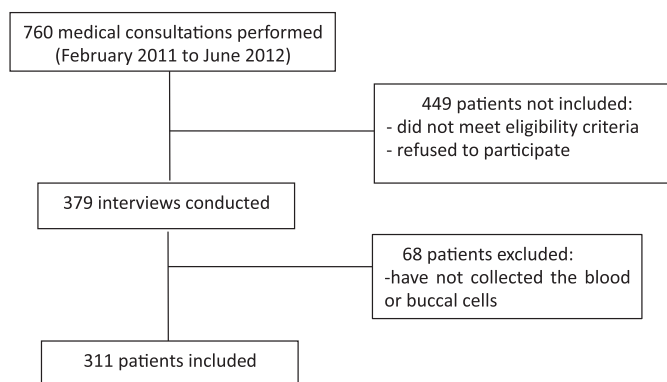 760 medical consultations performed
(February 2011 to June 2012)
449 patients not included:
- did not meet eligibility criteria
- refused to participate
379 interviews conducted
68 patients excluded:
-have not collected the blood
or buccal cells
311 patients included